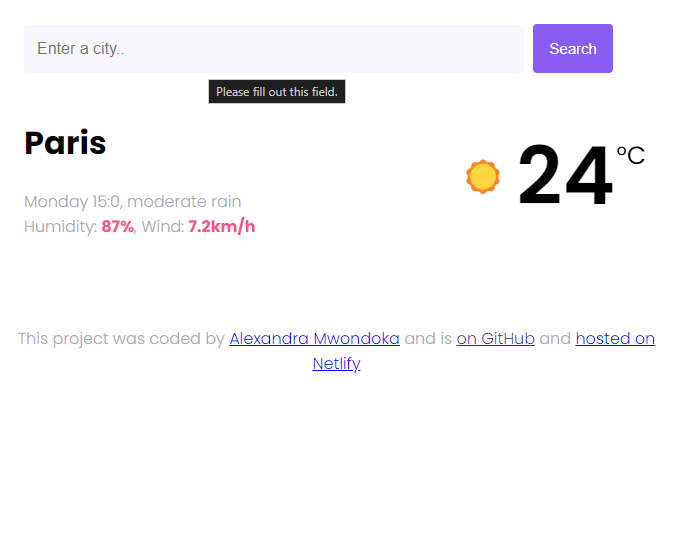 Enter a city..
Search
Please fill out this field.
Paris
24 °C
Monday 15:0, moderate rain
Humidity: 87%, Wind: 7.2km/h
This project was coded by Alexandra Mwondoka and is on GitHub and hosted on
Netlify